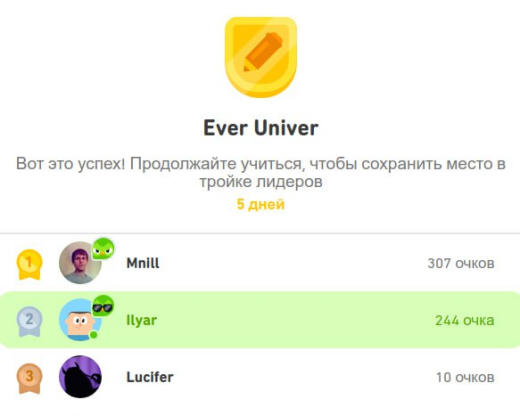 Ever Univer
Вот это успех! Продолжайте учиться, чтобы сохранить место в
тройке лидеров
5 дней
1 Mnill 307 очков
2 Ilyar 244 очка
3 Lucifer 10 очков